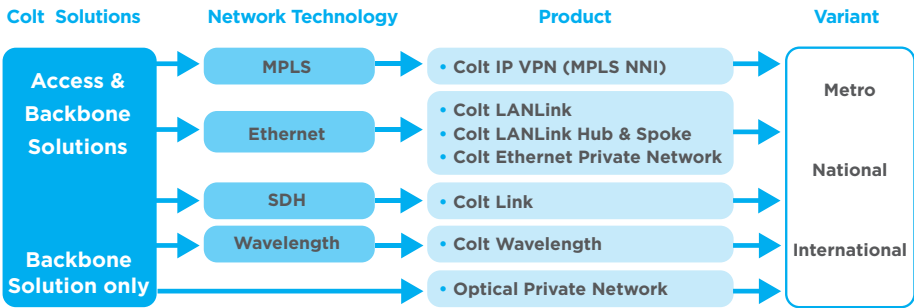 Colt Solutions
Network Technology
Product
Variant
Access &
Backbone
Solutions
Backbone
Solution only
MPLS
Ethernet
SDH
Wavelength
• Colt IP VPN (MPLS NNI)
• Colt LANLink
• Colt LANLink Hub & Spoke
• Colt Ethernet Private Network
• Colt Link
• Colt Wavelength
• Optical Private Network
Metro
National
International